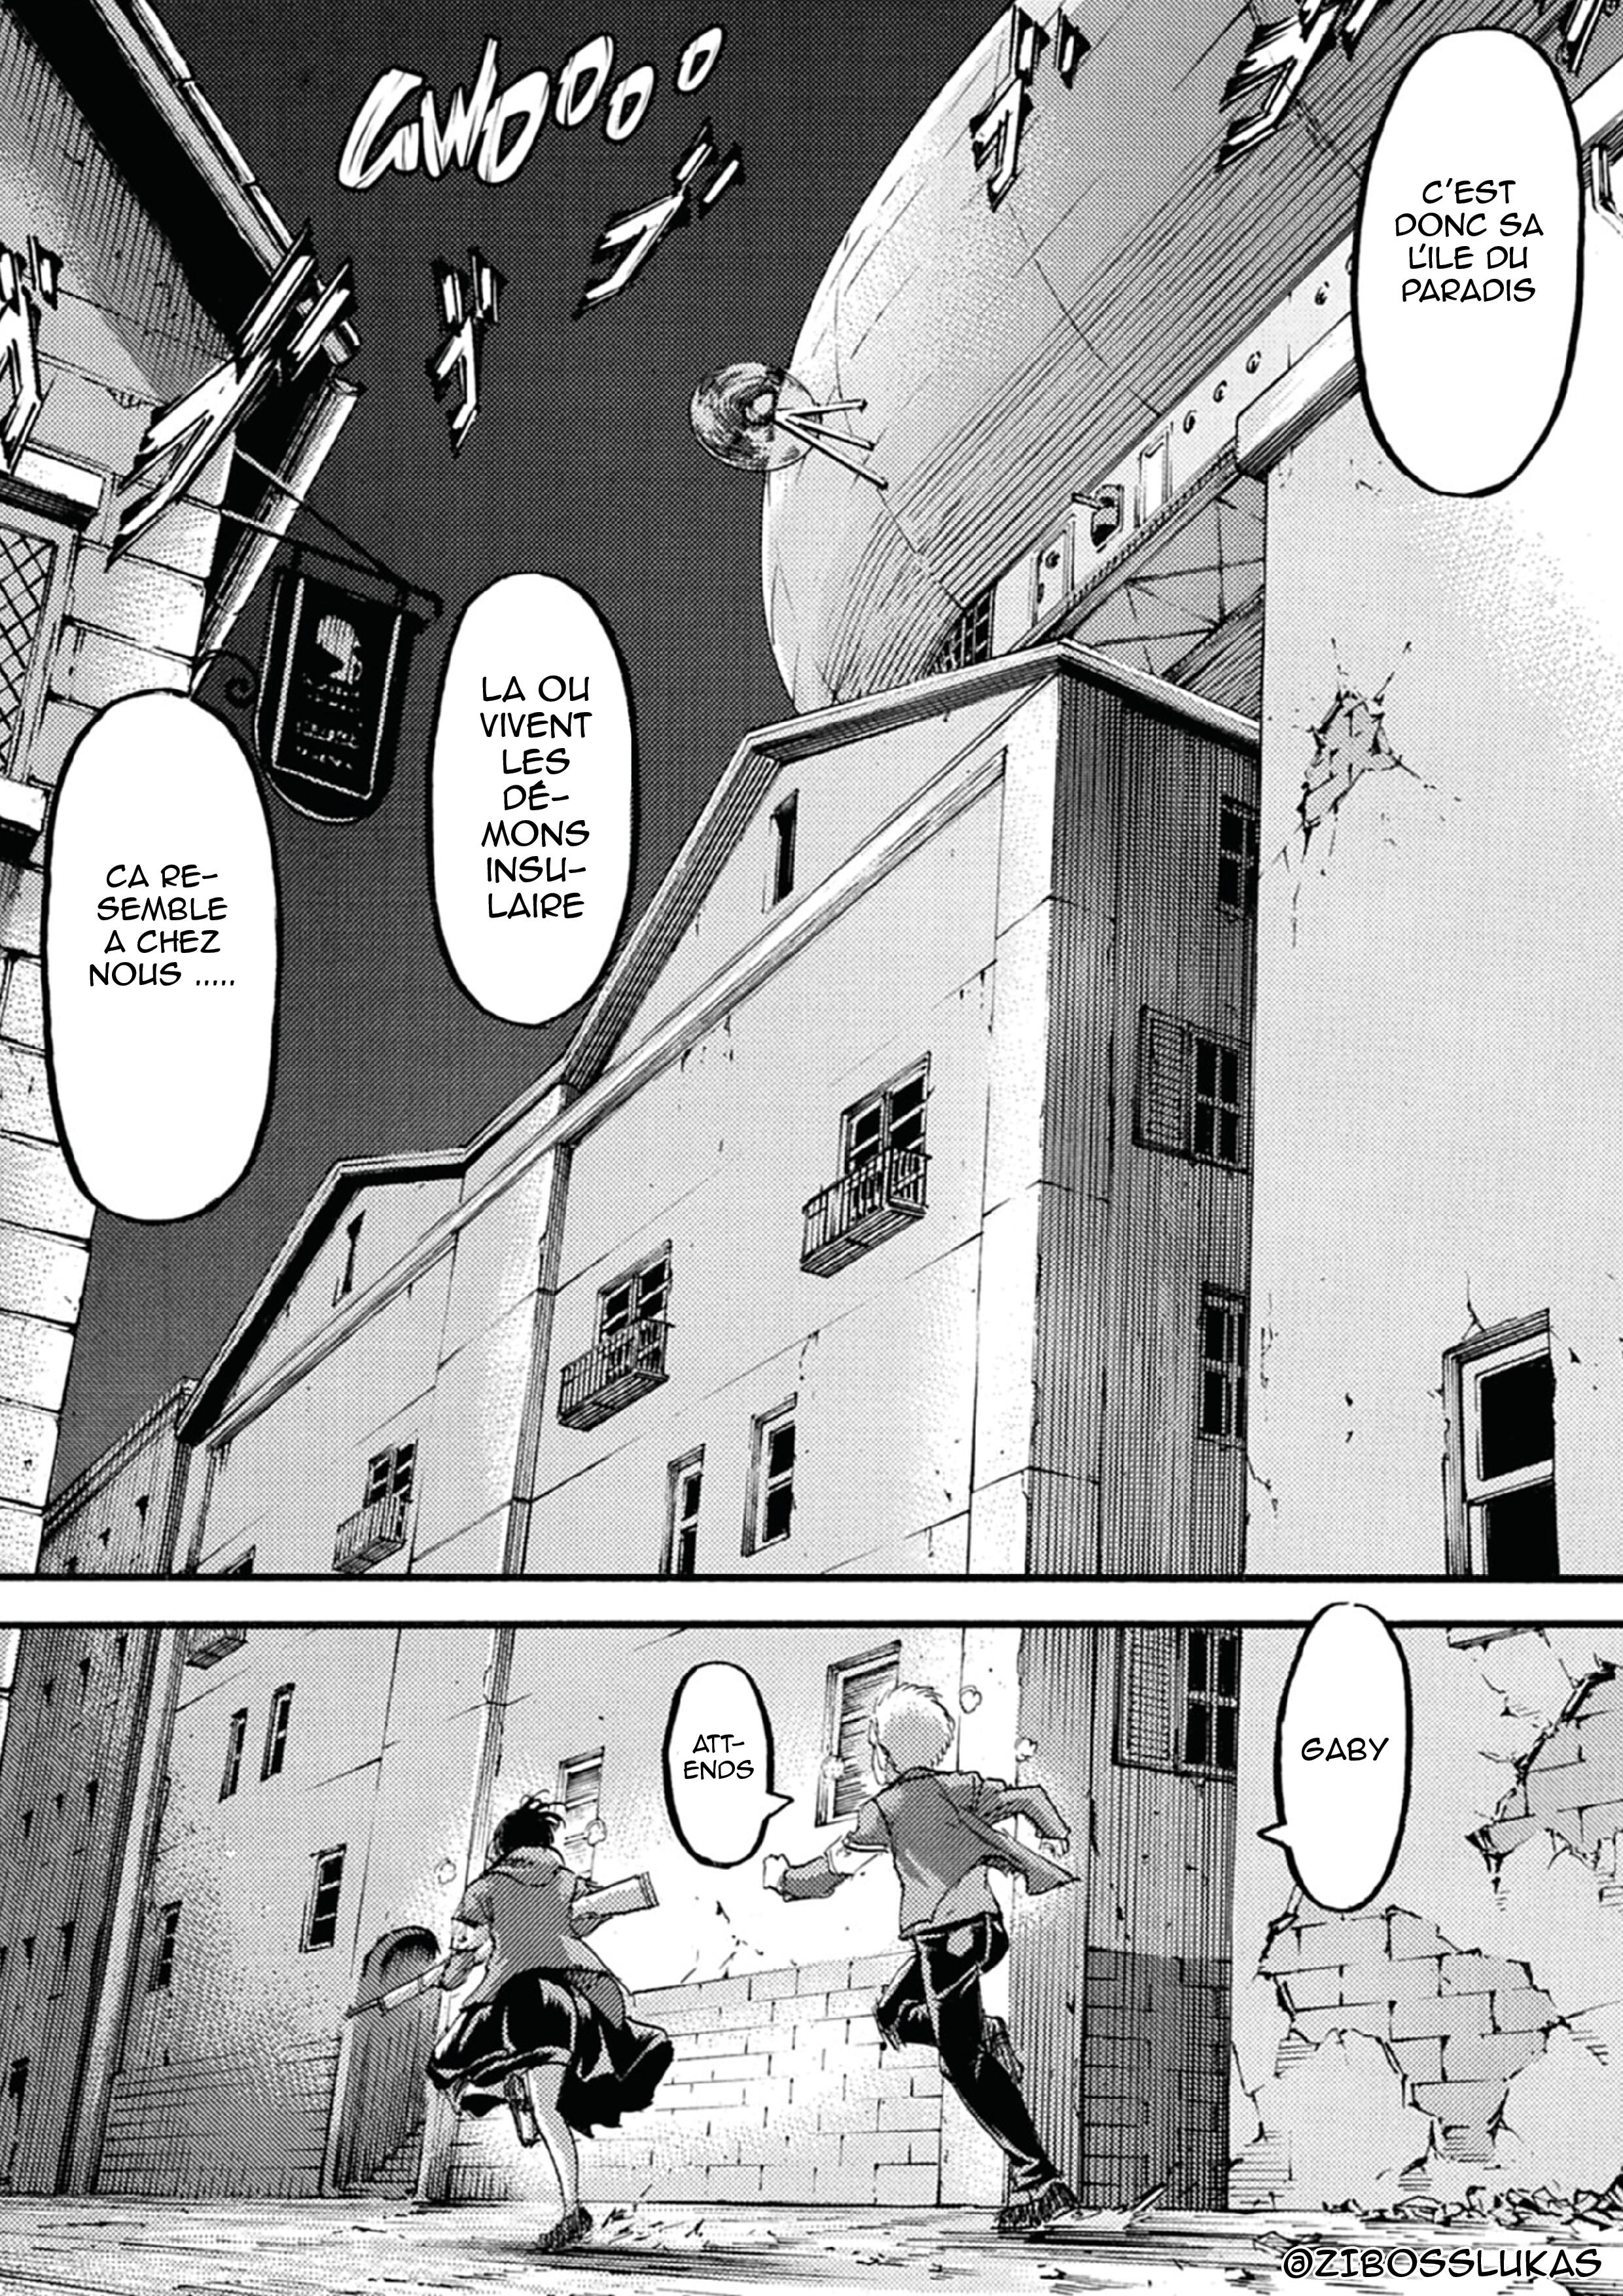 GWOOOOO
C'EST
DONC SA
L'ILE DU
PARADIS
LA OU
VIVENT
LES
DÉ-
MONS
INSU-
LAIRE
CA RE-
SEMBLE
A CHEZ
NOUS .....
GABY
ATT-
ENDS
@ZIBOSSLUKAS